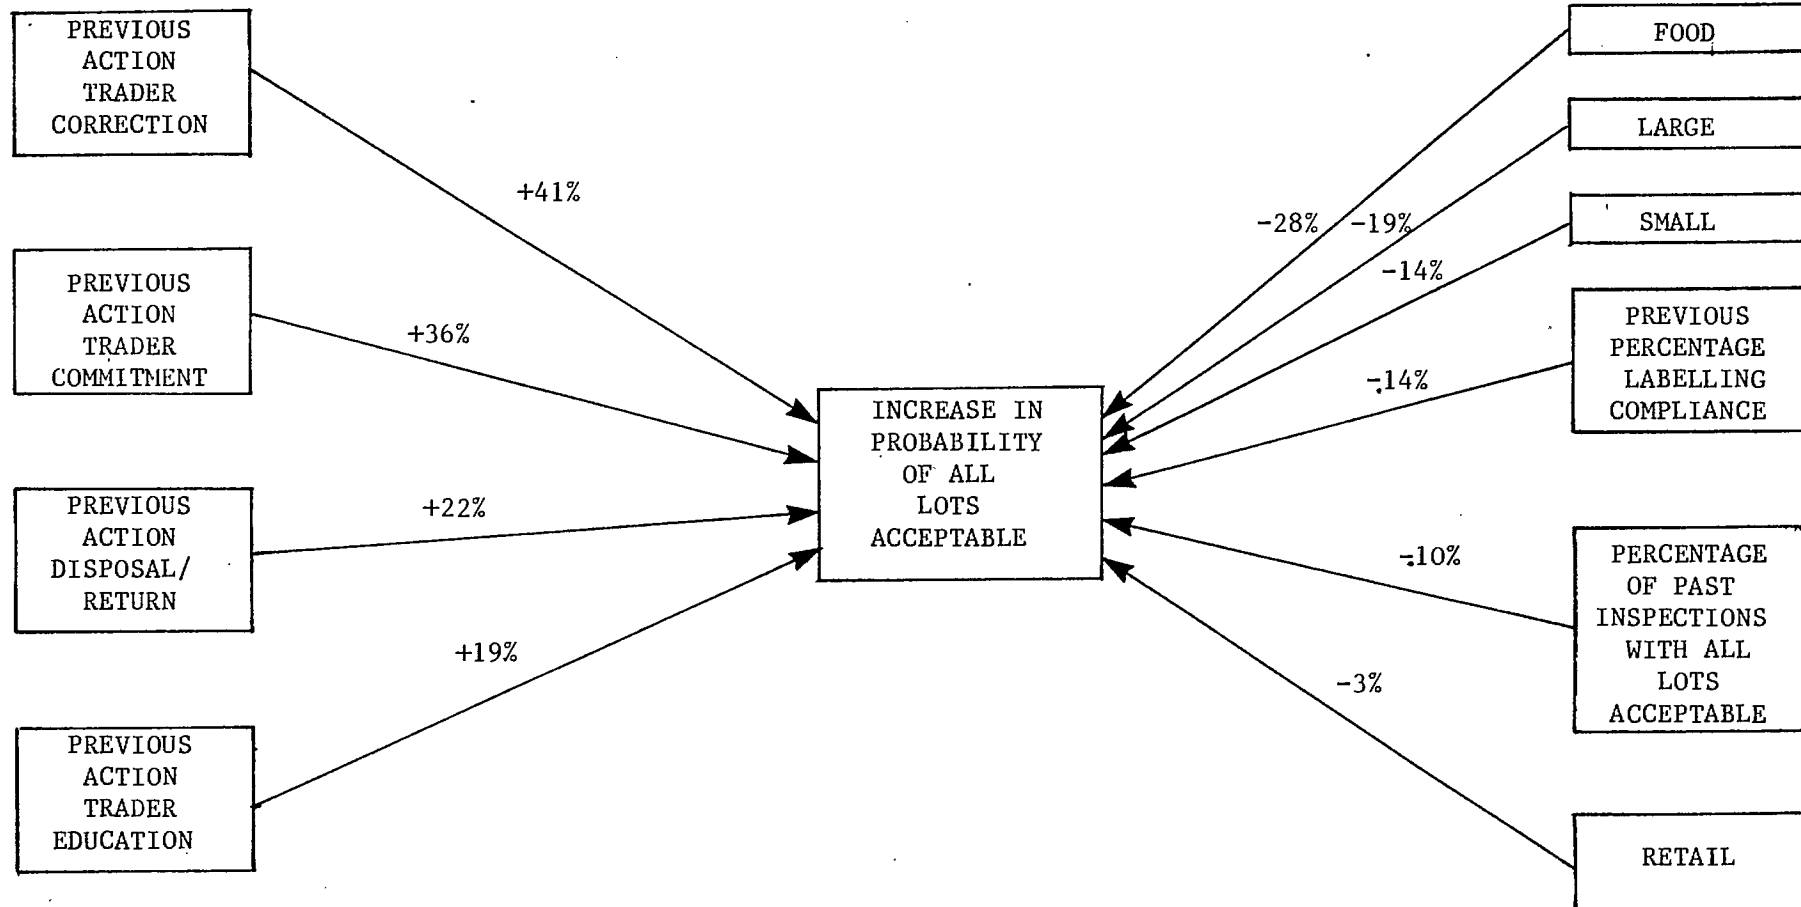 PREVIOUS
ACTION
TRADER
CORRECTION
+41%
PREVIOUS
ACTION
TRADER
COMMITMENT
+36%
PREVIOUS
ACTION
DISPOSAL/
RETURN
+22%
PREVIOUS
ACTION
TRADER
EDUCATION
+19%
INCREASE IN
PROBABILITY
OF ALL
LOTS
ACCEPTABLE
FOOD
-28%
LARGE
-19%
SMALL
-14%
PREVIOUS
PERCENTAGE
LABELLING
COMPLIANCE
-14%
PERCENTAGE
OF PAST
INSPECTIONS
WITH ALL
LOTS
ACCEPTABLE
-10%
RETAIL
-3%